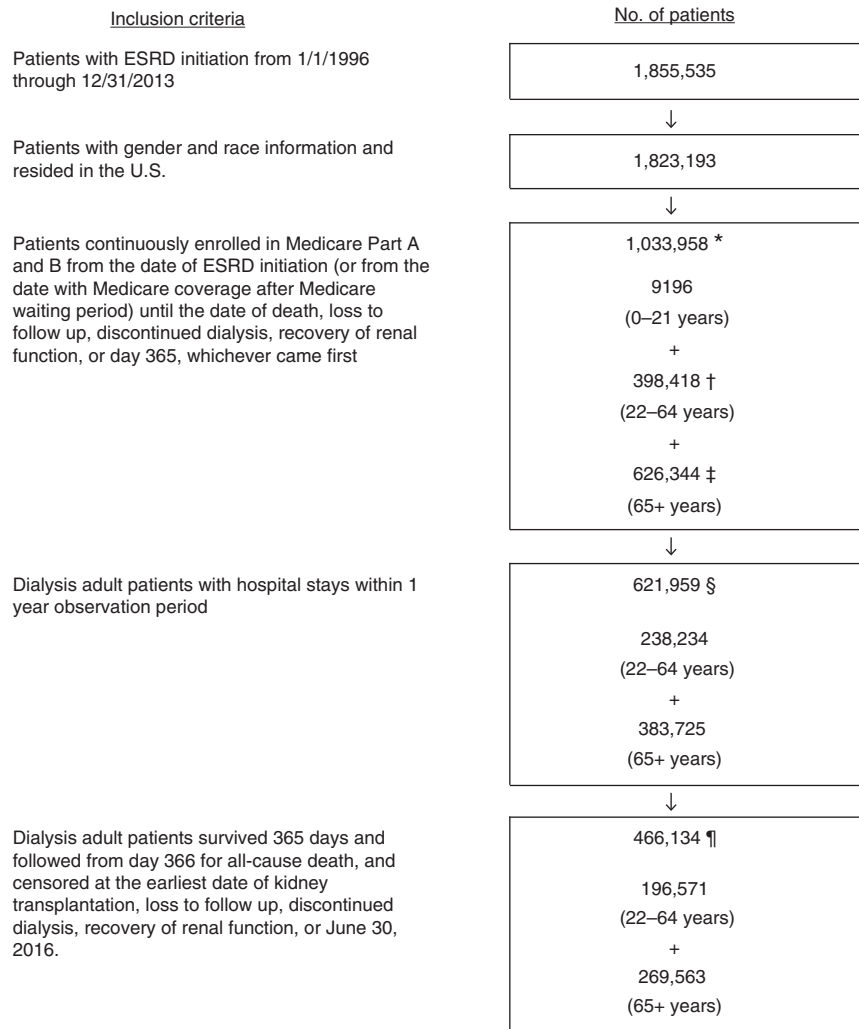 Inclusion criteria
No. of patients
Patients with ESRD initiation from 1/1/1996
through 12/31/2013
1,855,535
↓
Patients with gender and race information and
resided in the U.S.
1,823,193
↓
Patients continuously enrolled in Medicare Part A
and B from the date of ESRD initiation (or from the
date with Medicare coverage after Medicare
waiting period) until the date of death, loss to
follow up, discontinued dialysis, recovery of renal
function, or day 365, whichever came first
1,033,958 *
9196
(0–21 years)
+
398,418 †
(22–64 years)
+
626,344 ‡
(65+ years)
↓
Dialysis adult patients with hospital stays within 1
year observation period
621,959 §
238,234
(22–64 years)
+
383,725
(65+ years)
↓
Dialysis adult patients survived 365 days and
followed from day 366 for all-cause death, and
censored at the earliest date of kidney
transplantation, loss to follow up, discontinued
dialysis, recovery of renal function, or June 30,
2016.
466,134 ¶
196,571
(22–64 years)
+
269,563
(65+ years)